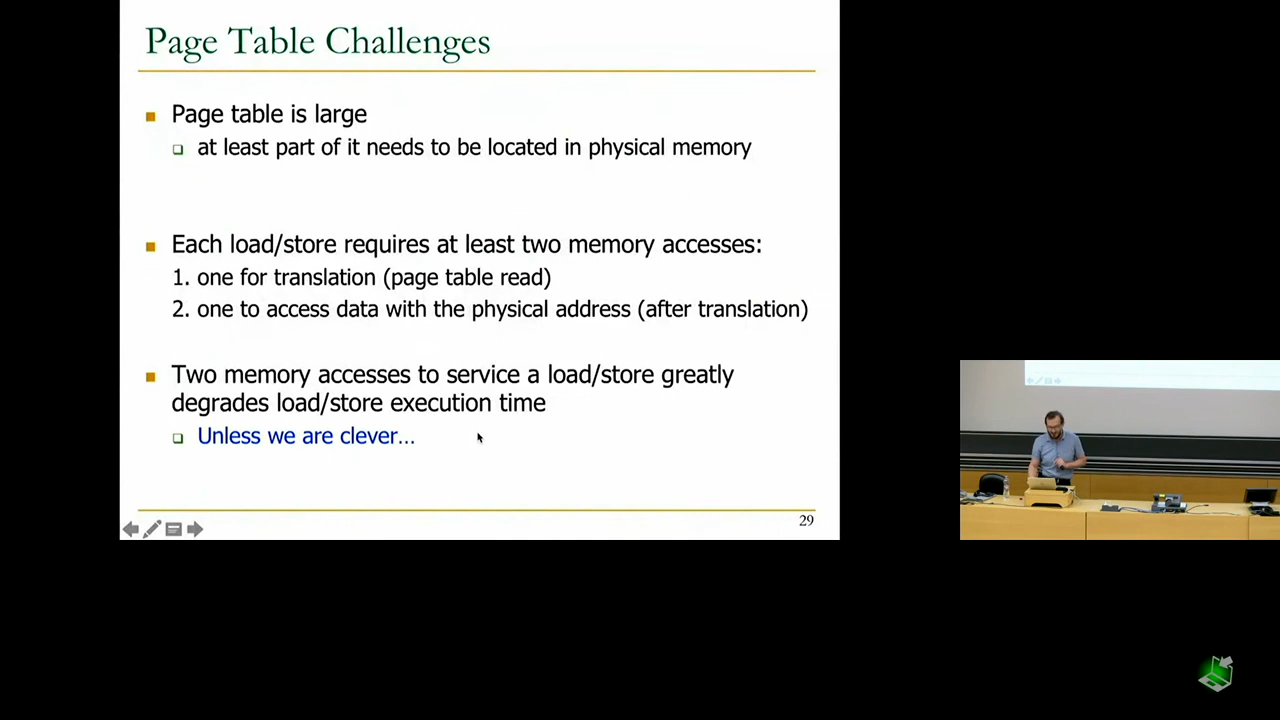 Page Table Challenges
Page table is large
at least part of it needs to be located in physical memory
Each load/store requires at least two memory accesses:
1. one for translation (page table read)
2. one to access data with the physical address (after translation)
Two memory accesses to service a load/store greatly
degrades load/store execution time
Unless we are clever…
29